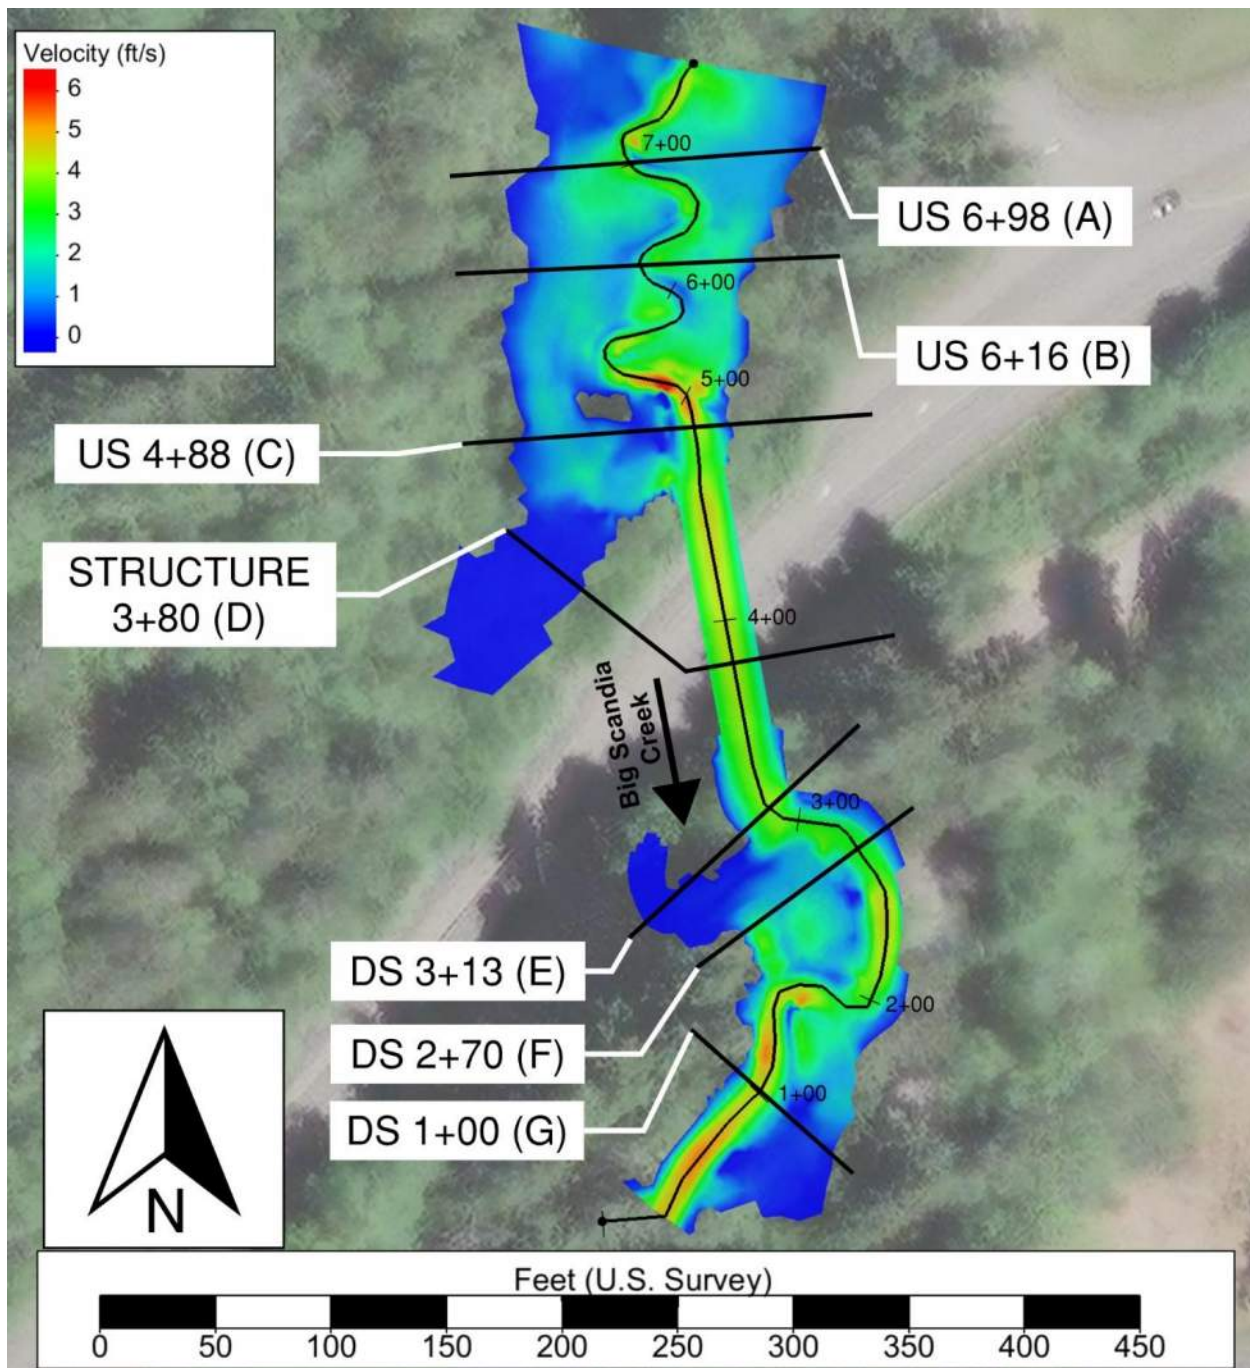 Velocity (ft/s)
6
5
4
3
2
1
0
7+00
US 6+98 (A)
6+00
US 6+16 (B)
5+00
US 4+88 (C)
STRUCTURE
3+80 (D)
4+00
Big Scandia
Creek
3+00
DS 3+13 (E)
2+00
DS 2+70 (F)
1+00
DS 1+00 (G)
N
Feet (U.S. Survey)
0 50 100 150 200 250 300 350 400 450